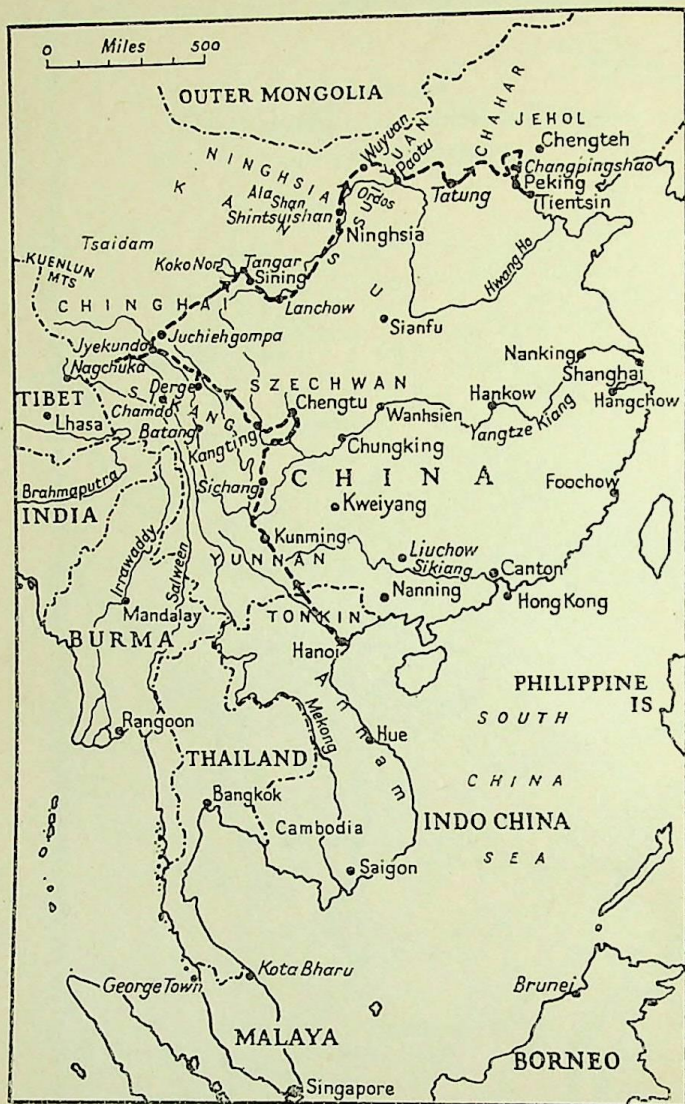 0 Miles 500
OUTER MONGOLIA
CHAHAR
JEHOL
Chengteh
Wuyuan
SUIYUAN
Paotu
Changpingshao
Peking
Tientsin
NINGHSIA
Ala Shan
Shintsuishan
Ordos
Tatung
KANSU
Ninghsia
Tsaidam
Koko Nor
Tangar
Sining
Hwang Ho
KUENLUN
MTS
CHINGHAI
Lanchow
Juchiehgompa
Sianfu
Jyekundo
Nagchuka
Nanking
Shanghai
SIKANG
Derge
SZECHWAN
TIBET
Chamdo
Chengtu
Hankow
Hangchow
Lhasa
Batang
Kangting
Wanhsien
Yangtze Kiang
Chungking
Sichang
CHINA
Brahmaputra
Kweiyang
Foochow
INDIA
Irrawaddy
Salween
Kunming
YUNNAN
Liuchow
Sikiang
Canton
Mandalay
Nanning
Hong Kong
TONKIN
BURMA
Hanoi
Annam
PHILIPPINE
IS
Mekong
SOUTH
Rangoon
Hue
THAILAND
CHINA
Bangkok
Cambodia
INDO CHINA
SEA
Saigon
George Town
Kota Bharu
Brunei
MALAYA
BORNEO
Singapore